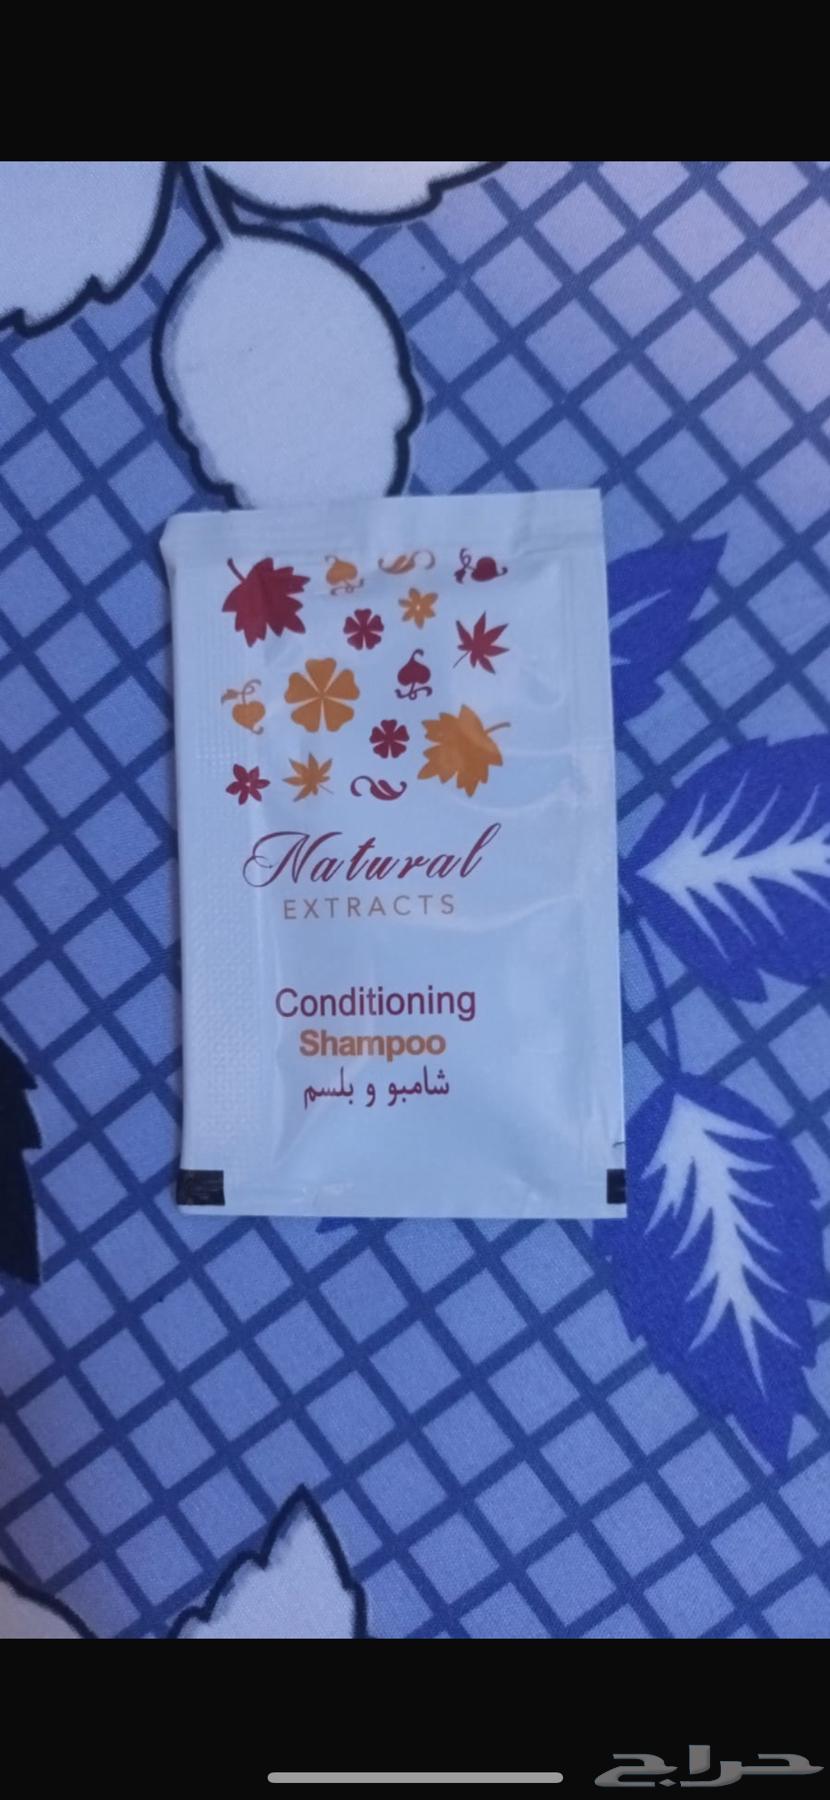 Natural
EXTRACTS
Conditioning
Shampoo
شامبو و بلسم
حراج